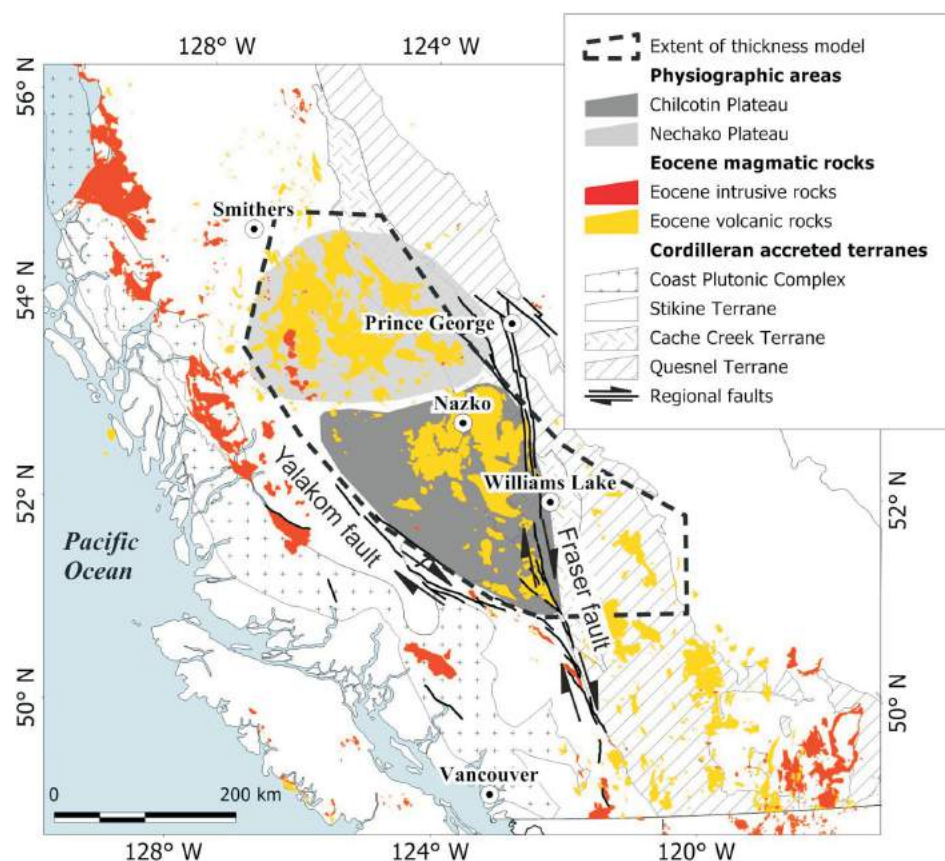 128° W
124° W
56° N
54° N
52° N
50° N
Extent of thickness model
Physiographic areas
Chilcotin Plateau
Nechako Plateau
Eocene magmatic rocks
Eocene intrusive rocks
Eocene volcanic rocks
Cordilleran accreted terranes
Coast Plutonic Complex
Stikine Terrane
Cache Creek Terrane
Quesnel Terrane
Regional faults
Smithers
Prince George
Nazko
Williams Lake
Yalakom fault
Fraser fault
Pacific
Ocean
Vancouver
0
200 km
52° N
50° N
128° W
124° W
120° W